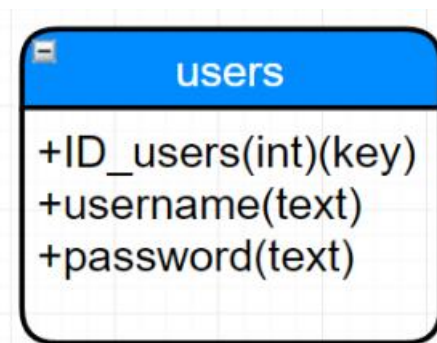 users
+ID_users(int)(key)
+username(text)
+password(text)